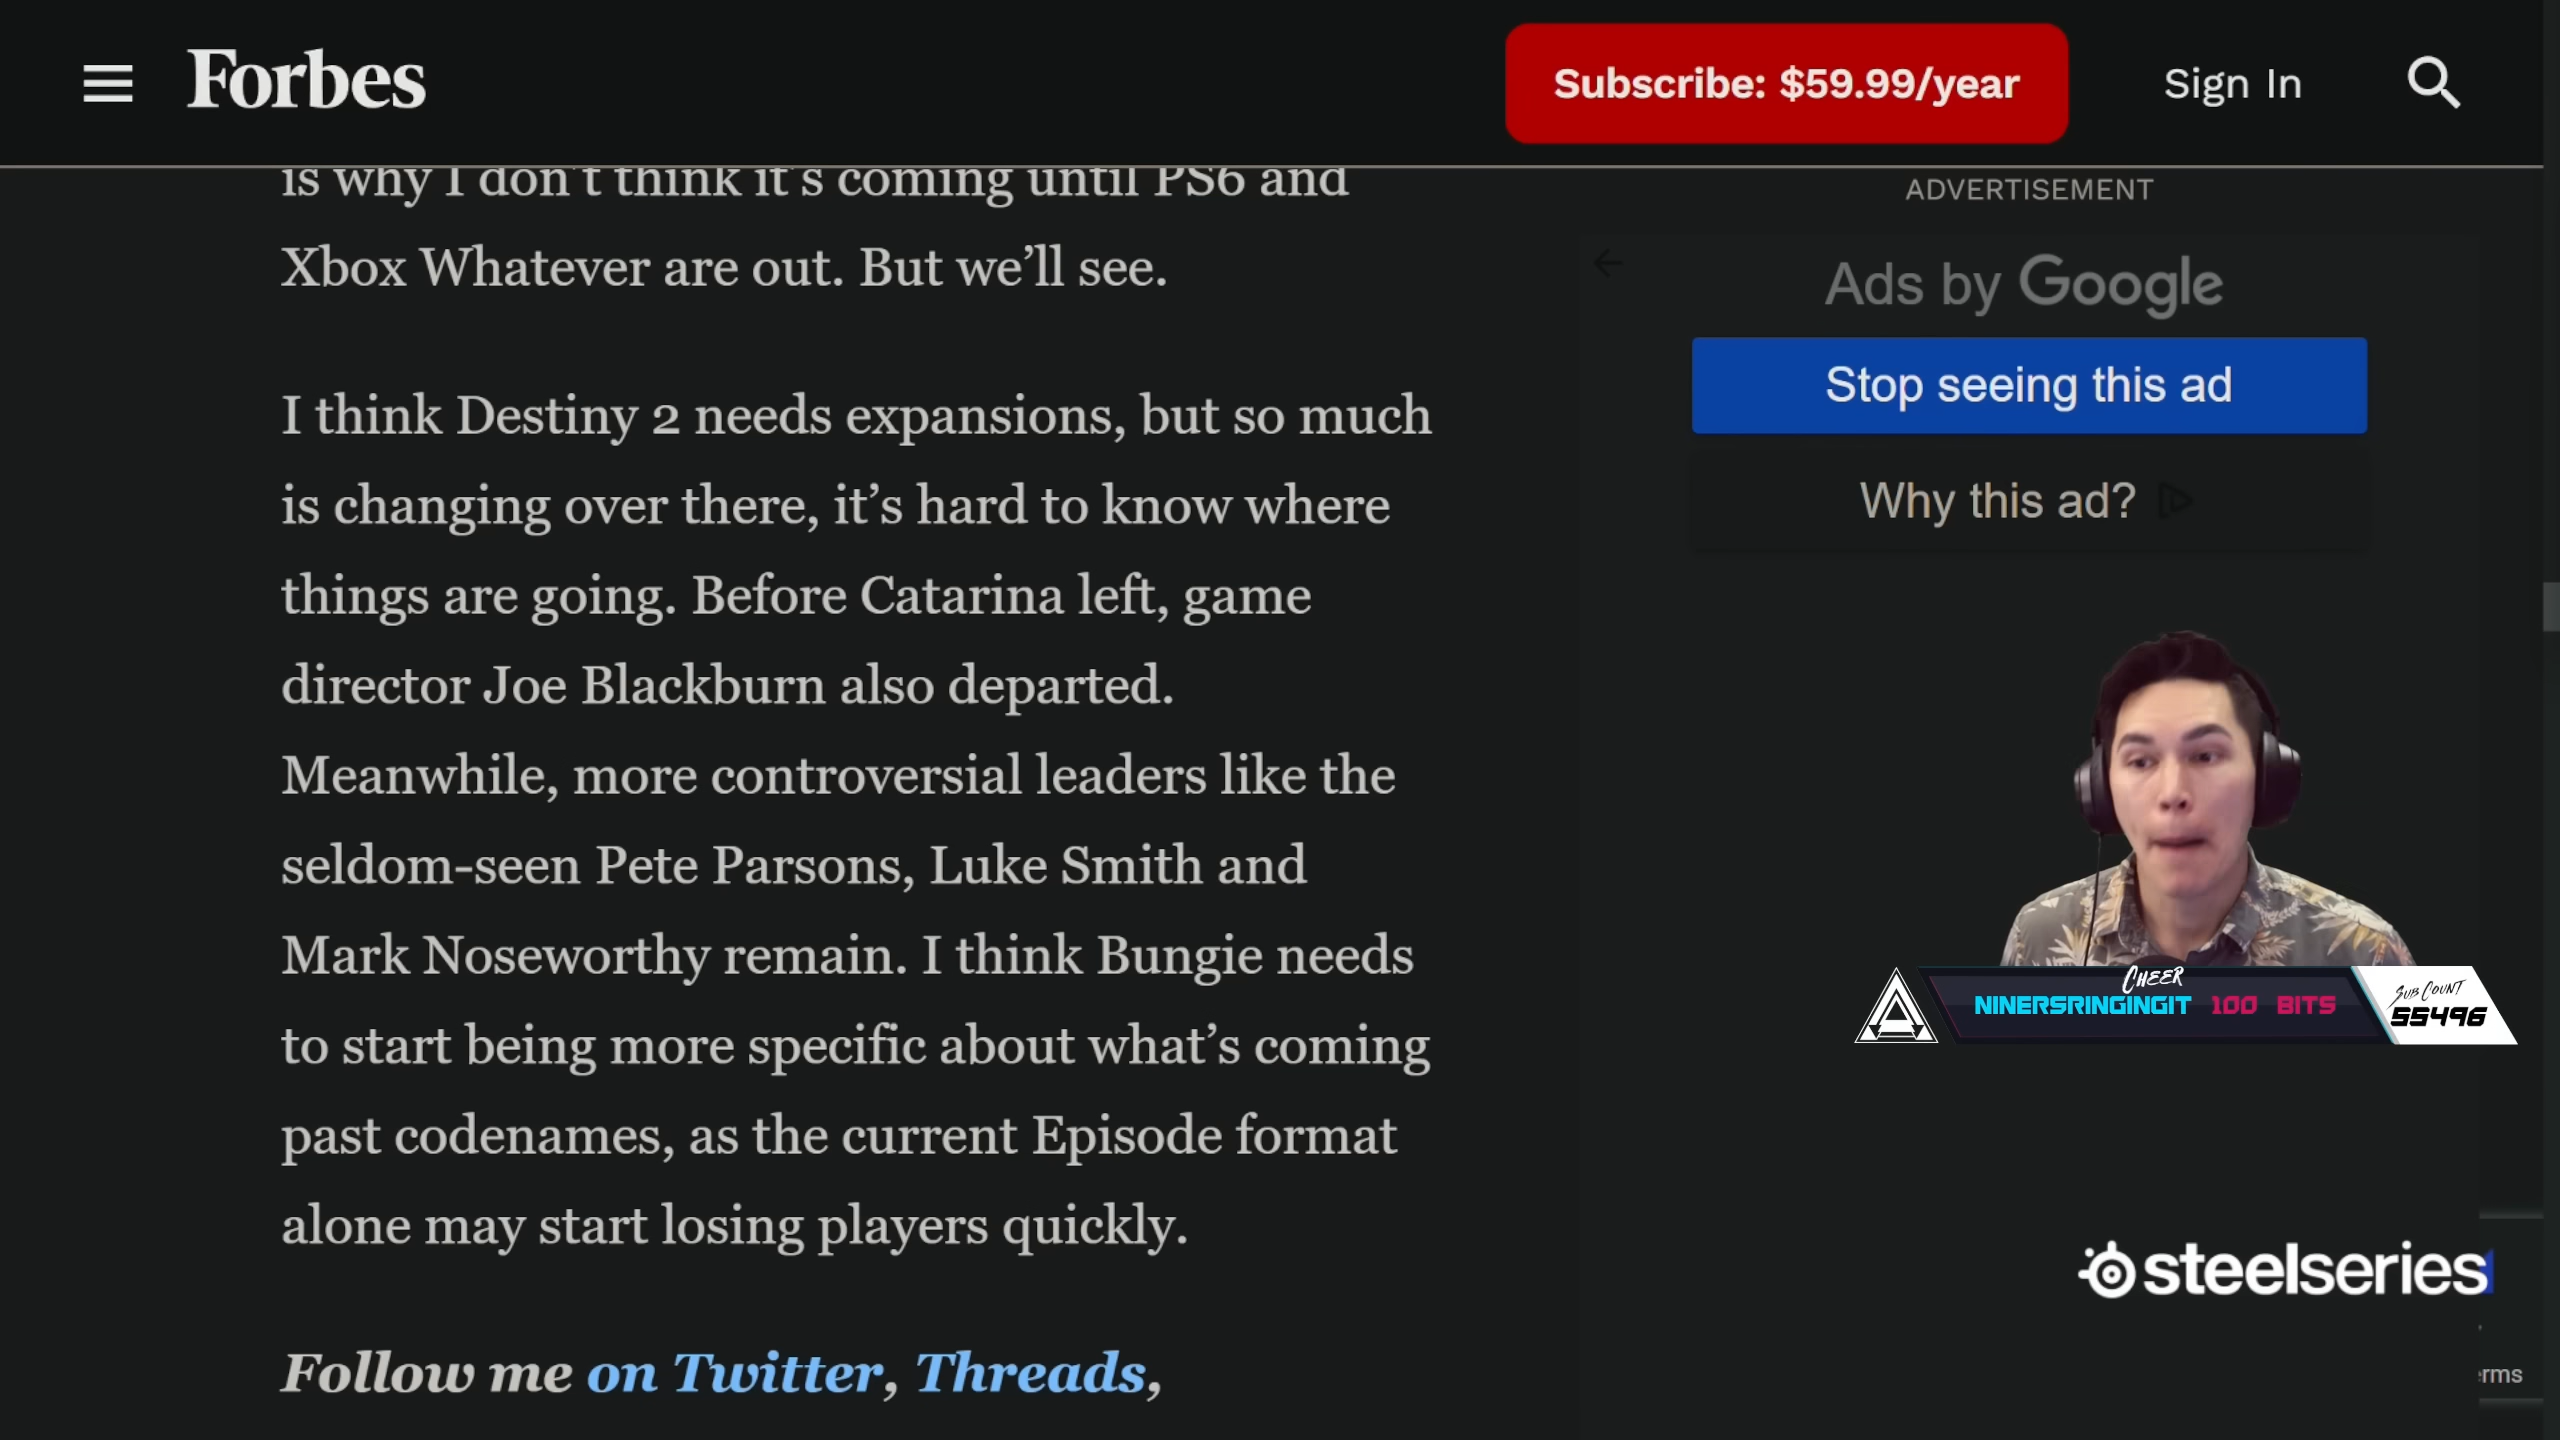 Forbes
Subscribe: $59.99/year
Sign In
is why I don't think it's coming until PS6 and
Xbox Whatever are out. But we'll see.
I think Destiny 2 needs expansions, but so much
is changing over there, it's hard to know where
things are going. Before Catarina left, game
director Joe Blackburn also departed.
Meanwhile, more controversial leaders like the
seldom-seen Pete Parsons, Luke Smith and
Mark Noseworthy remain. I think Bungie needs
to start being more specific about what's coming
past codenames, as the current Episode format
alone may start losing players quickly.
Follow me on Twitter, Threads,
ADVERTISEMENT
Ads by Google
Stop seeing this ad
Why this ad?
CHEER
NINERSRINGINGIT 100 BITS
SUB COUNT
55496
steelseries
erms